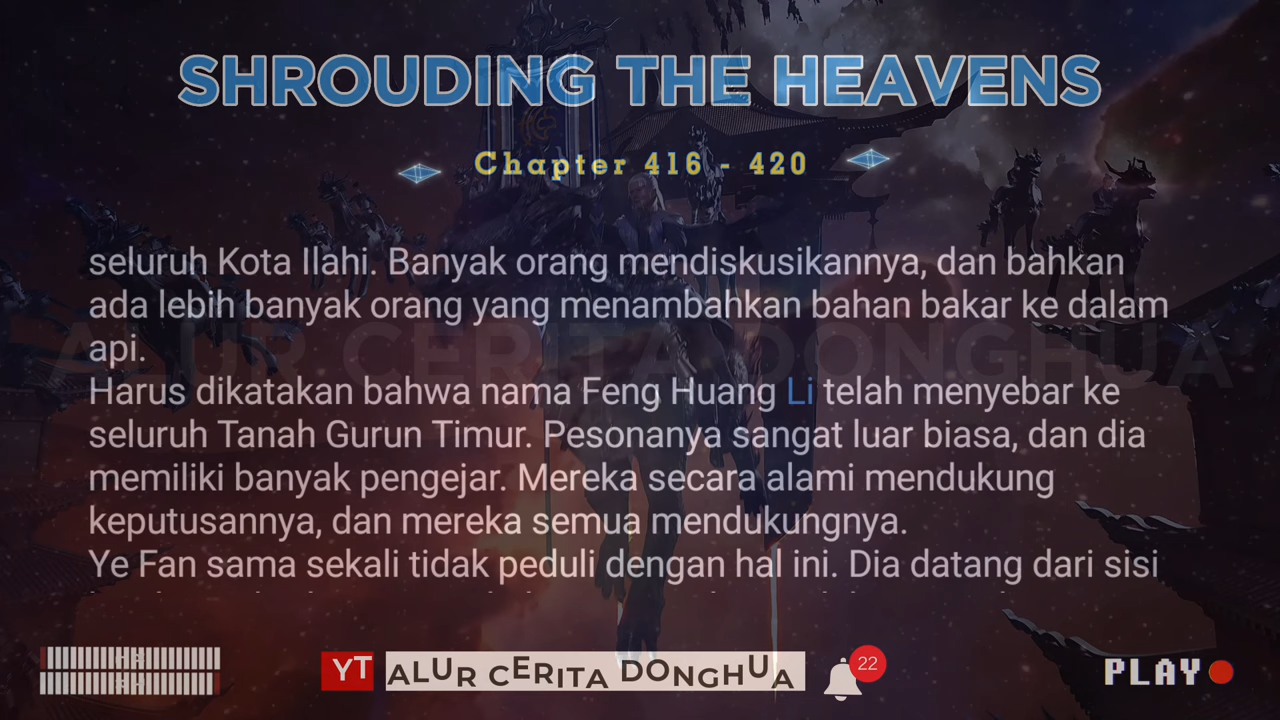 SHROUDING THE HEAVENS
Chapter 416 - 420
seluruh Kota Ilahi. Banyak orang mendiskusikannya, dan bahkan
ada lebih banyak orang yang menambahkan bahan bakar ke dalam
api.
ALUR CERITA DONGHUA
Harus dikatakan bahwa nama Feng Huang Li telah menyebar ke
seluruh Tanah Gurun Timur. Pesonanya sangat luar biasa, dan dia
memiliki banyak pengejar. Mereka secara alami mendukung
keputusannya, dan mereka semua mendukungnya.
Ye Fan sama sekali tidak peduli dengan hal ini. Dia datang dari sisi
YT ALUR CERITA DONGHUA
22
PLAY